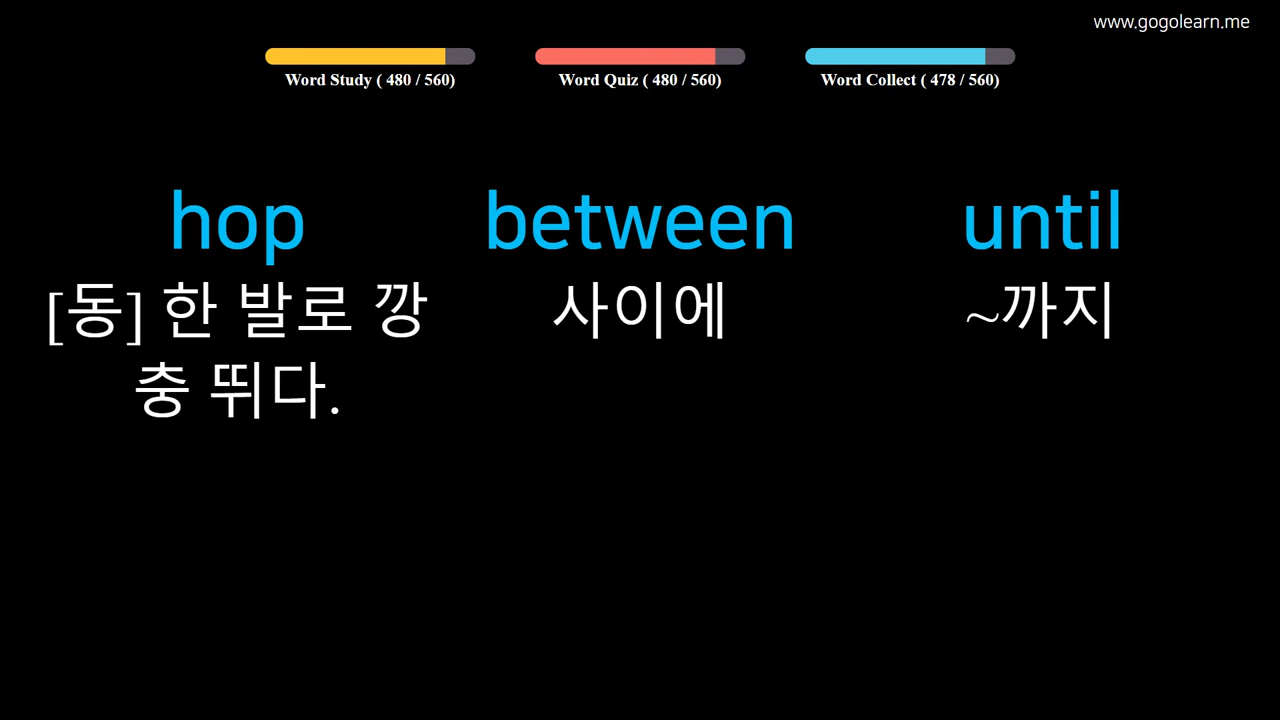 www.gogolearn.me
Word Study ( 480 / 560)
Word Quiz ( 480 / 560)
Word Collect ( 478 / 560)
hop
[동] 한 발로 깡
충 뛰다.
between
사이에
until
~까지